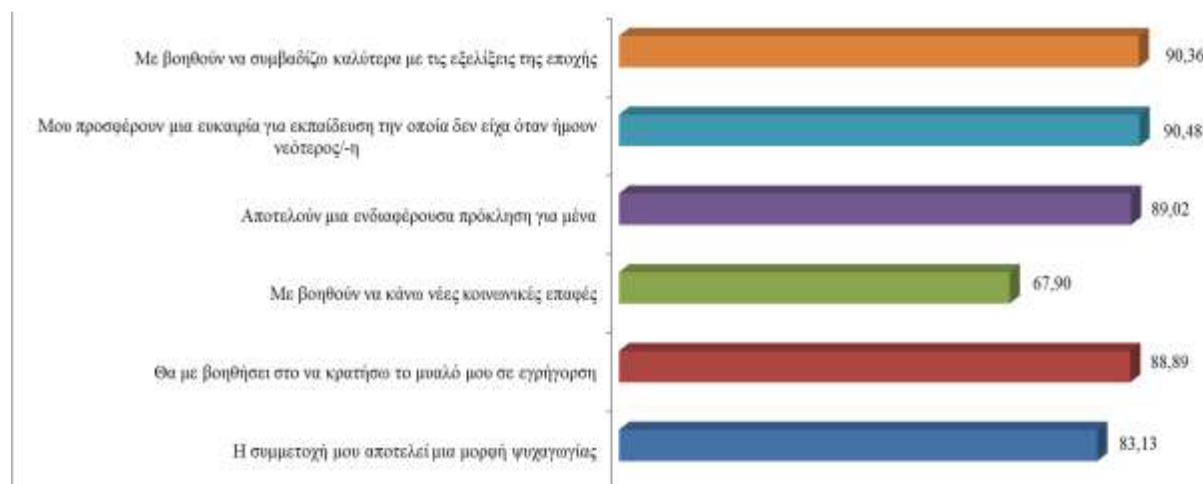 Με βοηθούν να συμβαδίζω καλύτερα με τις εξελίξεις της εποχής
90,36
Μου προσφέρουν μια ευκαιρία για εκπαίδευση την οποία δεν είχα όταν ήμουν
νεότερος/-η
90,48
Αποτελούν μια ενδιαφέρουσα πρόκληση για μένα
89,02
Με βοηθούν να κάνω νέες κοινωνικές επαφές
67,90
Θα με βοηθήσει στο να κρατήσω το μυαλό μου σε εγρήγορση
88,89
Η συμμετοχή μου αποτελεί μια μορφή ψυχαγωγίας
83,13